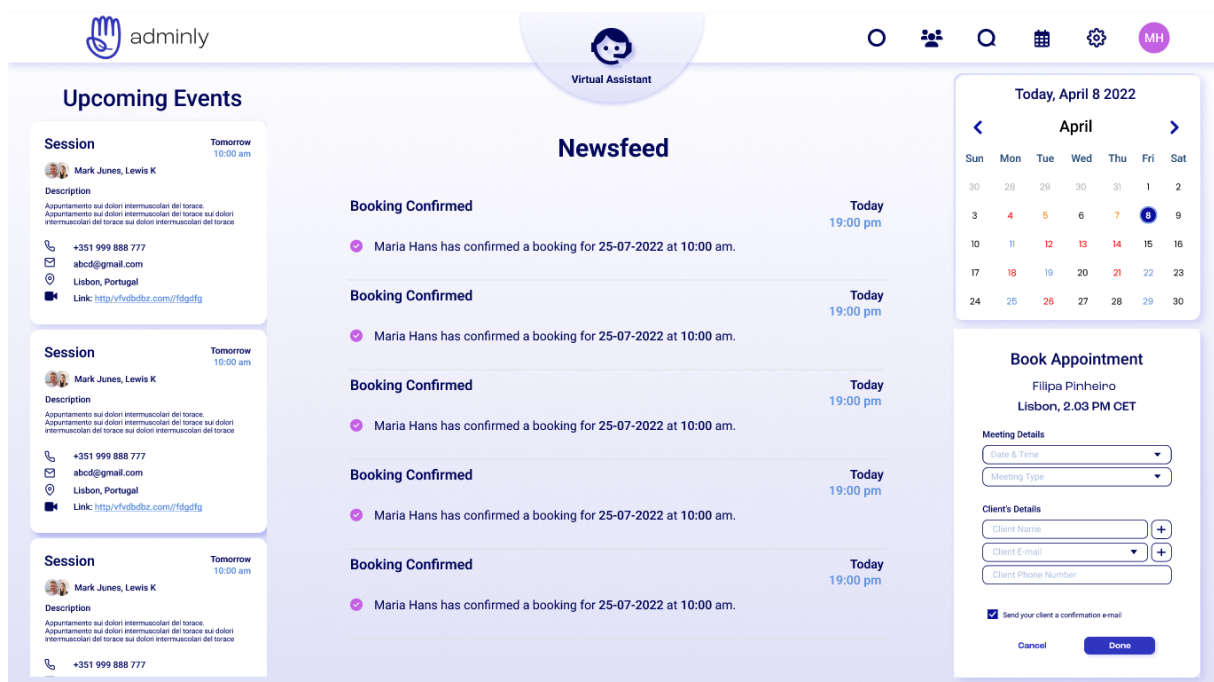 adminly
Virtual Assistant
MH
Upcoming Events
Session
Tomorrow
10:00 am
Mark Junes, Lewis K
Description
Appuntamento sui dolori intermuscolari del torace.
Appuntamento sui dolori intermuscolari del torace sui dolori
intermuscolari del torace sui dolori intermuscolari del torace
+351 999 888 777
abcd@gmail.com
Lisbon, Portugal
Link: http/vfvdbdbz.com//fdgdfg
Session
Tomorrow
10:00 am
Mark Junes, Lewis K
Description
Appuntamento sui dolori intermuscolari del torace.
Appuntamento sui dolori intermuscolari del torace sui dolori
intermuscolari del torace sui dolori intermuscolari del torace
+351 999 888 777
abcd@gmail.com
Lisbon, Portugal
Link: http/vfvdbdbz.com//fdgdfg
Session
Tomorrow
10:00 am
Mark Junes, Lewis K
Description
Appuntamento sui dolori intermuscolari del torace.
Appuntamento sui dolori intermuscolari del torace sui dolori
intermuscolari del torace sui dolori intermuscolari del torace
+351 999 888 777
Newsfeed
Booking Confirmed
Today
19:00 pm
Maria Hans has confirmed a booking for 25-07-2022 at 10:00 am.
Booking Confirmed
Today
19:00 pm
Maria Hans has confirmed a booking for 25-07-2022 at 10:00 am.
Booking Confirmed
Today
19:00 pm
Maria Hans has confirmed a booking for 25-07-2022 at 10:00 am.
Booking Confirmed
Today
19:00 pm
Maria Hans has confirmed a booking for 25-07-2022 at 10:00 am.
Booking Confirmed
Today
19:00 pm
Maria Hans has confirmed a booking for 25-07-2022 at 10:00 am.
Today, April 8 2022
April
Sun Mon Tue Wed Thu Fri Sat
30 28 29 30 31 1 2
3 4 5 6 7 8 9
10 11 12 13 14 15 16
17 18 19 20 21 22 23
24 25 26 27 28 29 30
Book Appointment
Filipa Pinheiro
Lisbon, 2.03 PM CET
Meeting Details
Date & Time
Meeting Type
Client's Details
Client Name
Client E-mail
Client Phone Number
Send your client a confirmation e-mail
Cancel
Done